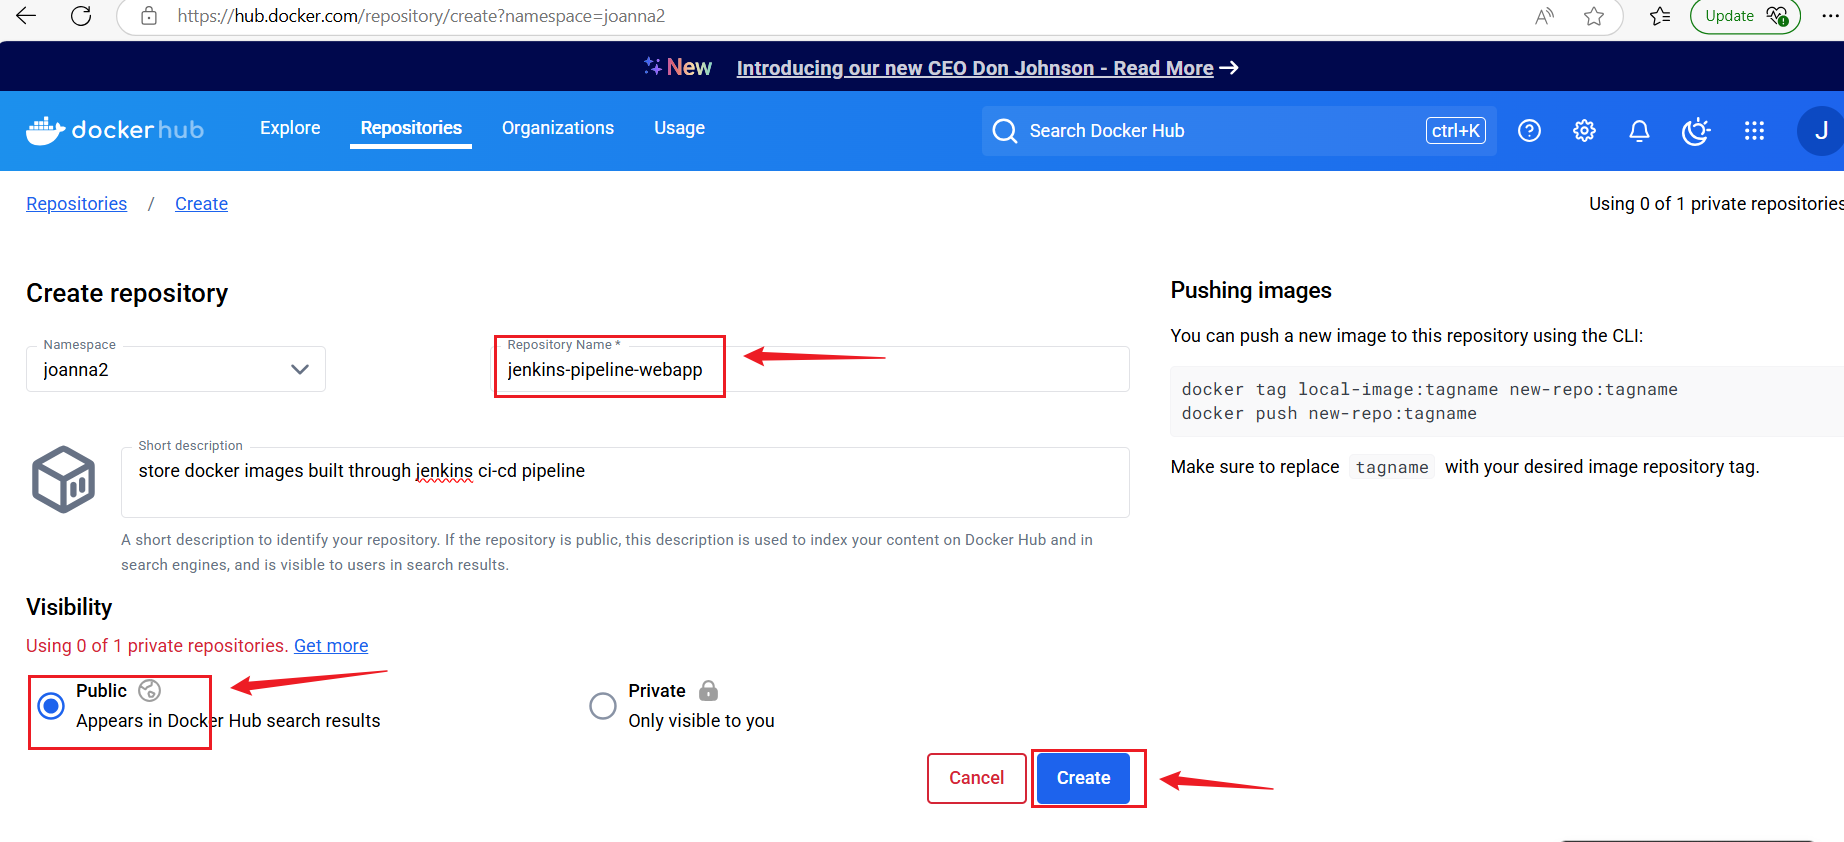 https://hub.docker.com/repository/create?namespace=joanna2
A
Update
New Introducing our new CEO Don Johnson - Read More →
docker hub Explore Repositories Organizations Usage Search Docker Hub ctrl+K J
Repositories / Create
Using 0 of 1 private repositories
Create repository
Namespace
joanna2
Repository Name *
jenkins-pipeline-webapp
Short description
store docker images built through jenkins ci-cd pipeline
A short description to identify your repository. If the repository is public, this description is used to index your content on Docker Hub and in
search engines, and is visible to users in search results.
Visibility
Using 0 of 1 private repositories. Get more
Public
Appears in Docker Hub search results
Private
Only visible to you
Cancel
Create
Pushing images
You can push a new image to this repository using the CLI:
docker tag local-image:tagname new-repo:tagname
docker push new-repo:tagname
Make sure to replace tagname with your desired image repository tag.